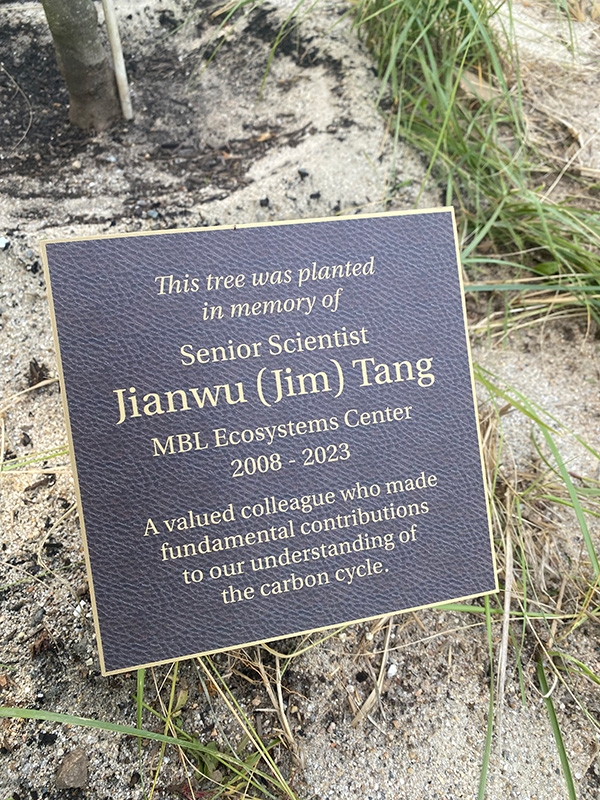 This tree was planted
in memory of
Senior Scientist
Jianwu (Jim) Tang
MBL Ecosystems Center
2008 - 2023
A valued colleague who made
fundamental contributions
to our understanding of
the carbon cycle.